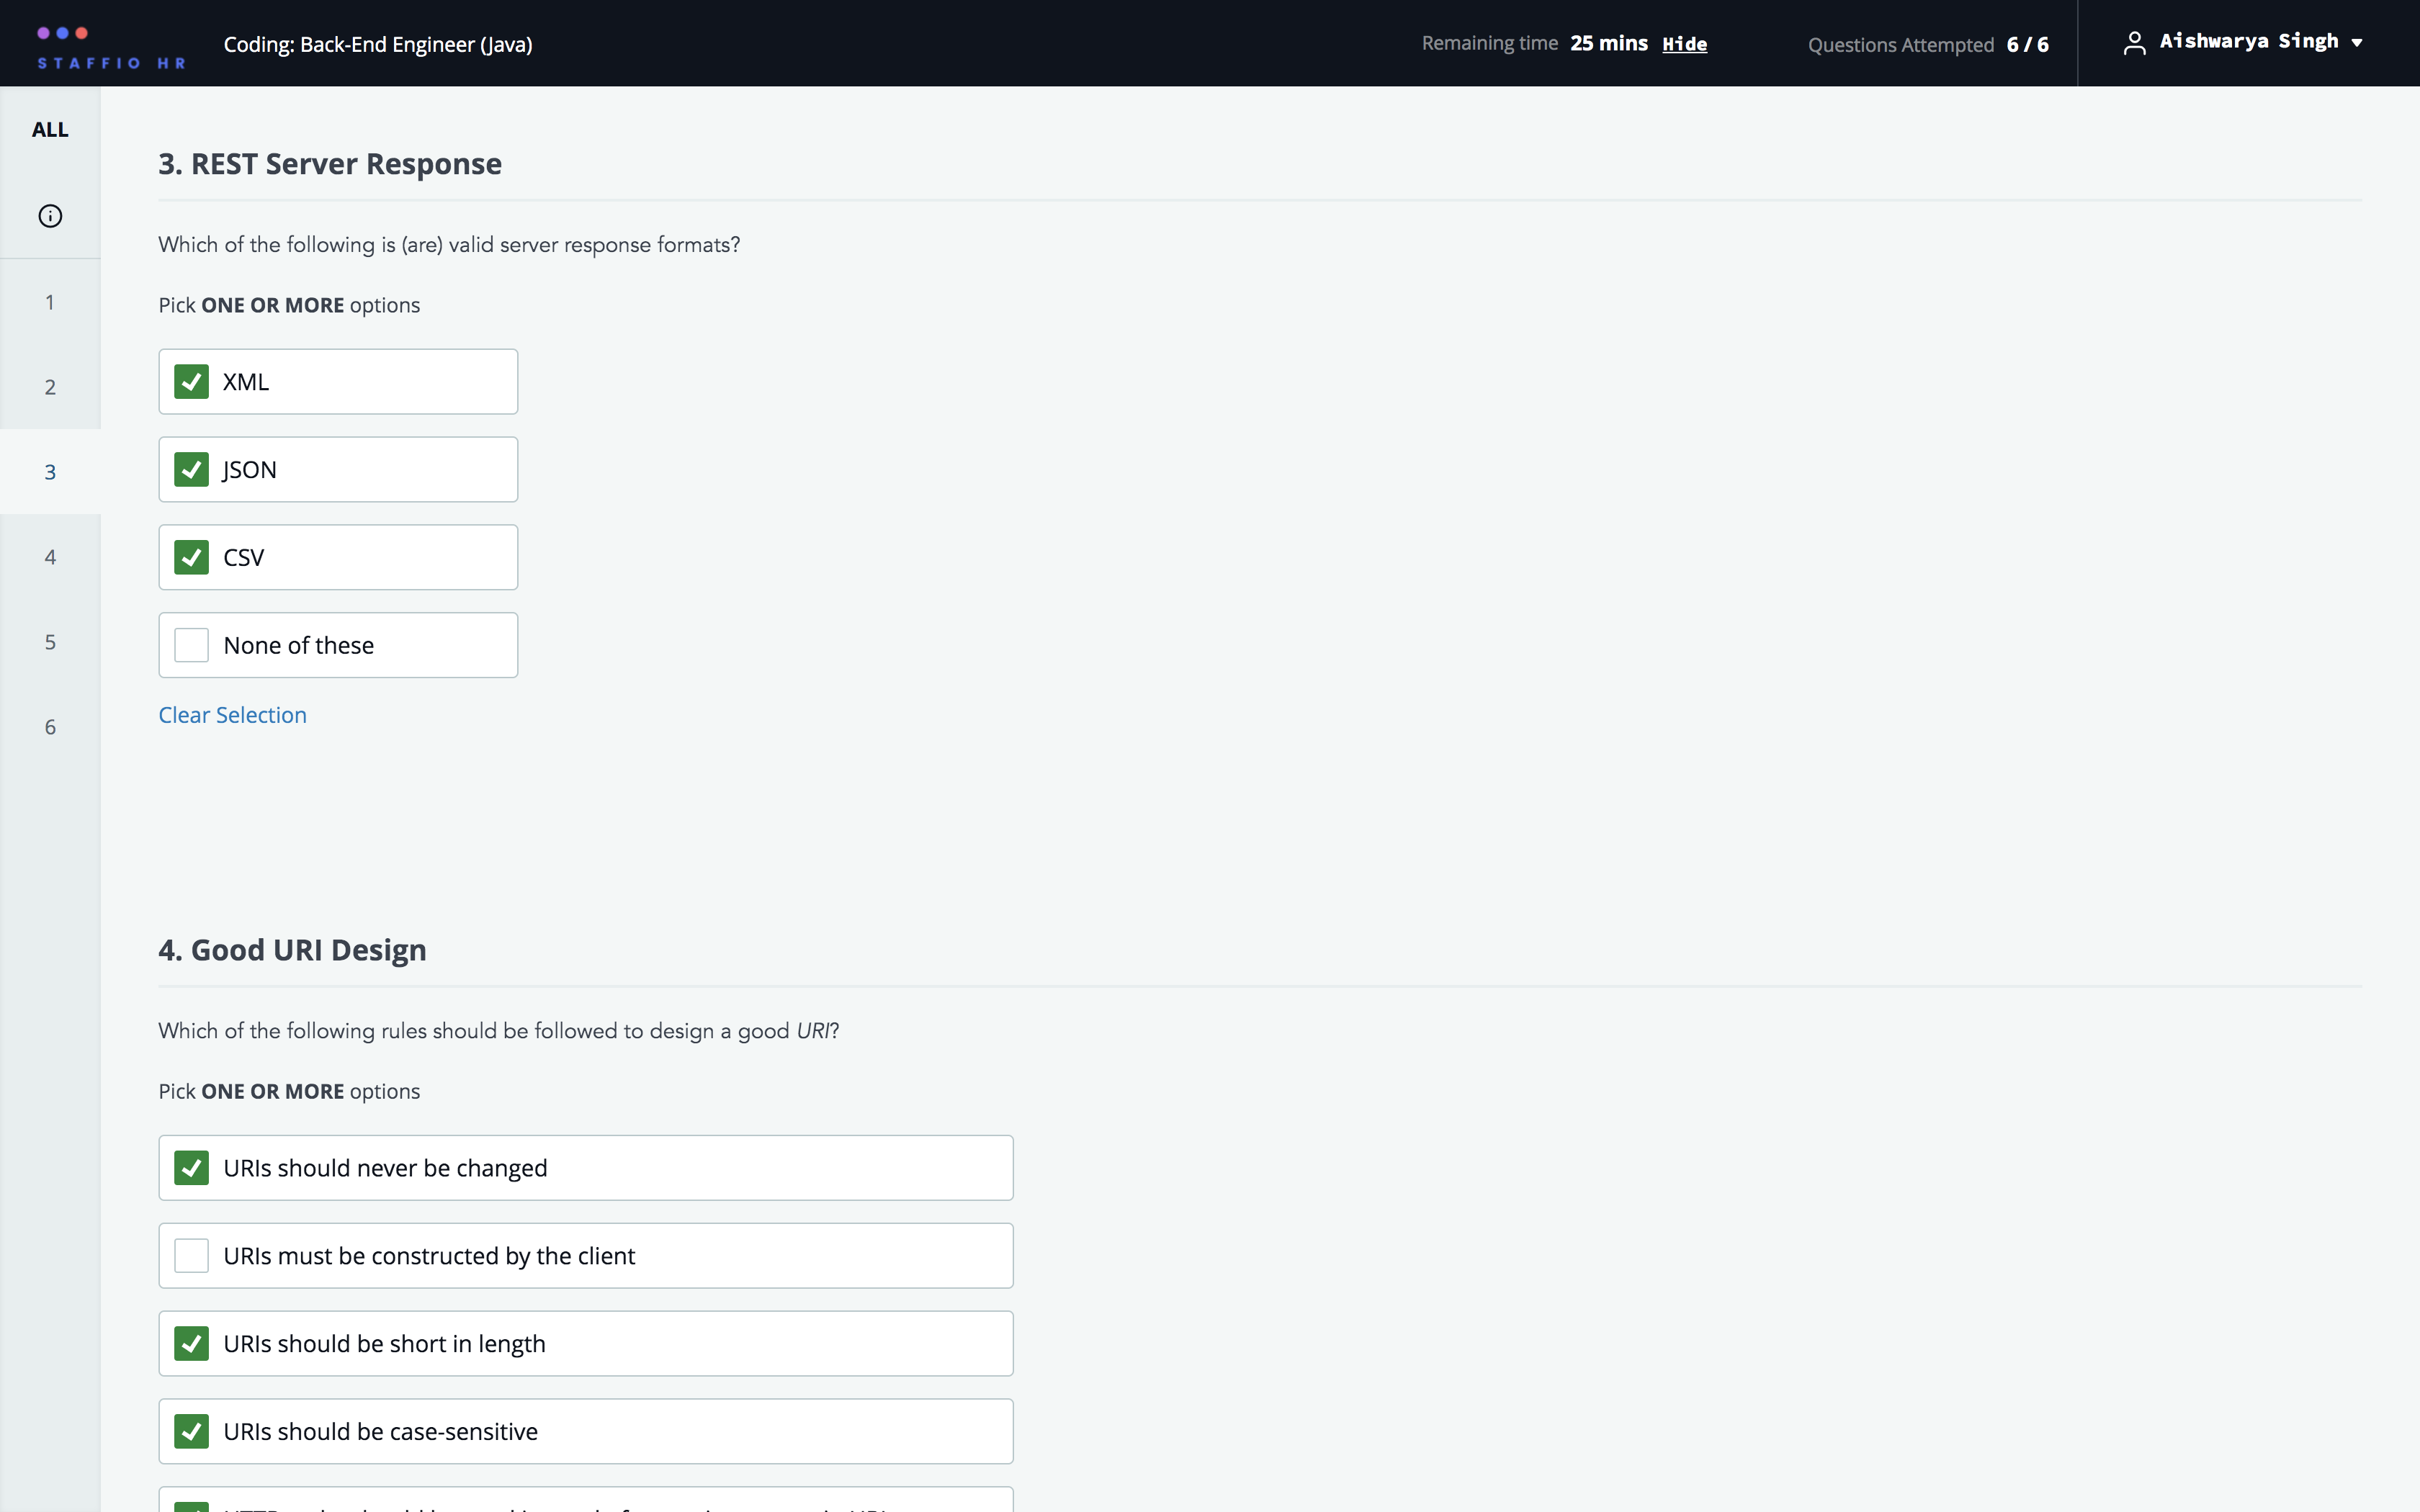 STAFFIO HR
Coding: Back-End Engineer (Java)
Remaining time 25 mins Hide
Questions Attempted 6 / 6
Aishwarya Singh
ALL
1
2
3
4
5
6
3. REST Server Response
Which of the following is (are) valid server response formats?
Pick ONE OR MORE options
XML
JSON
CSV
None of these
Clear Selection
4. Good URI Design
Which of the following rules should be followed to design a good URI?
Pick ONE OR MORE options
URIs should never be changed
URIs must be constructed by the client
URIs should be short in length
URIs should be case-sensitive